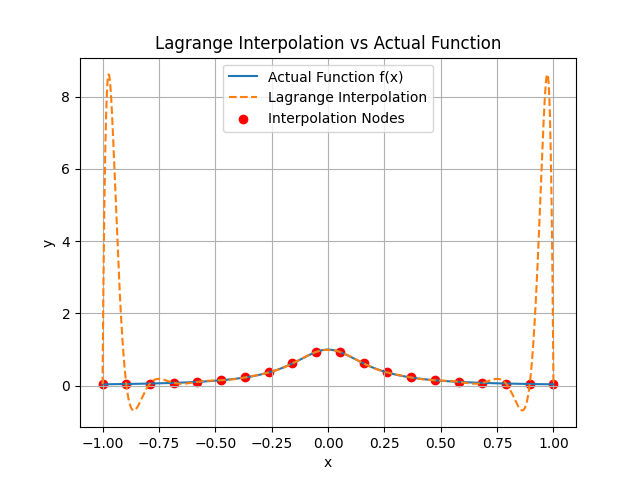 Lagrange Interpolation vs Actual Function
Actual Function f(x)
Lagrange Interpolation
Interpolation Nodes
8
6
4
2
0
y
−1.00 −0.75 −0.50 −0.25 0.00 0.25 0.50 0.75 1.00
x